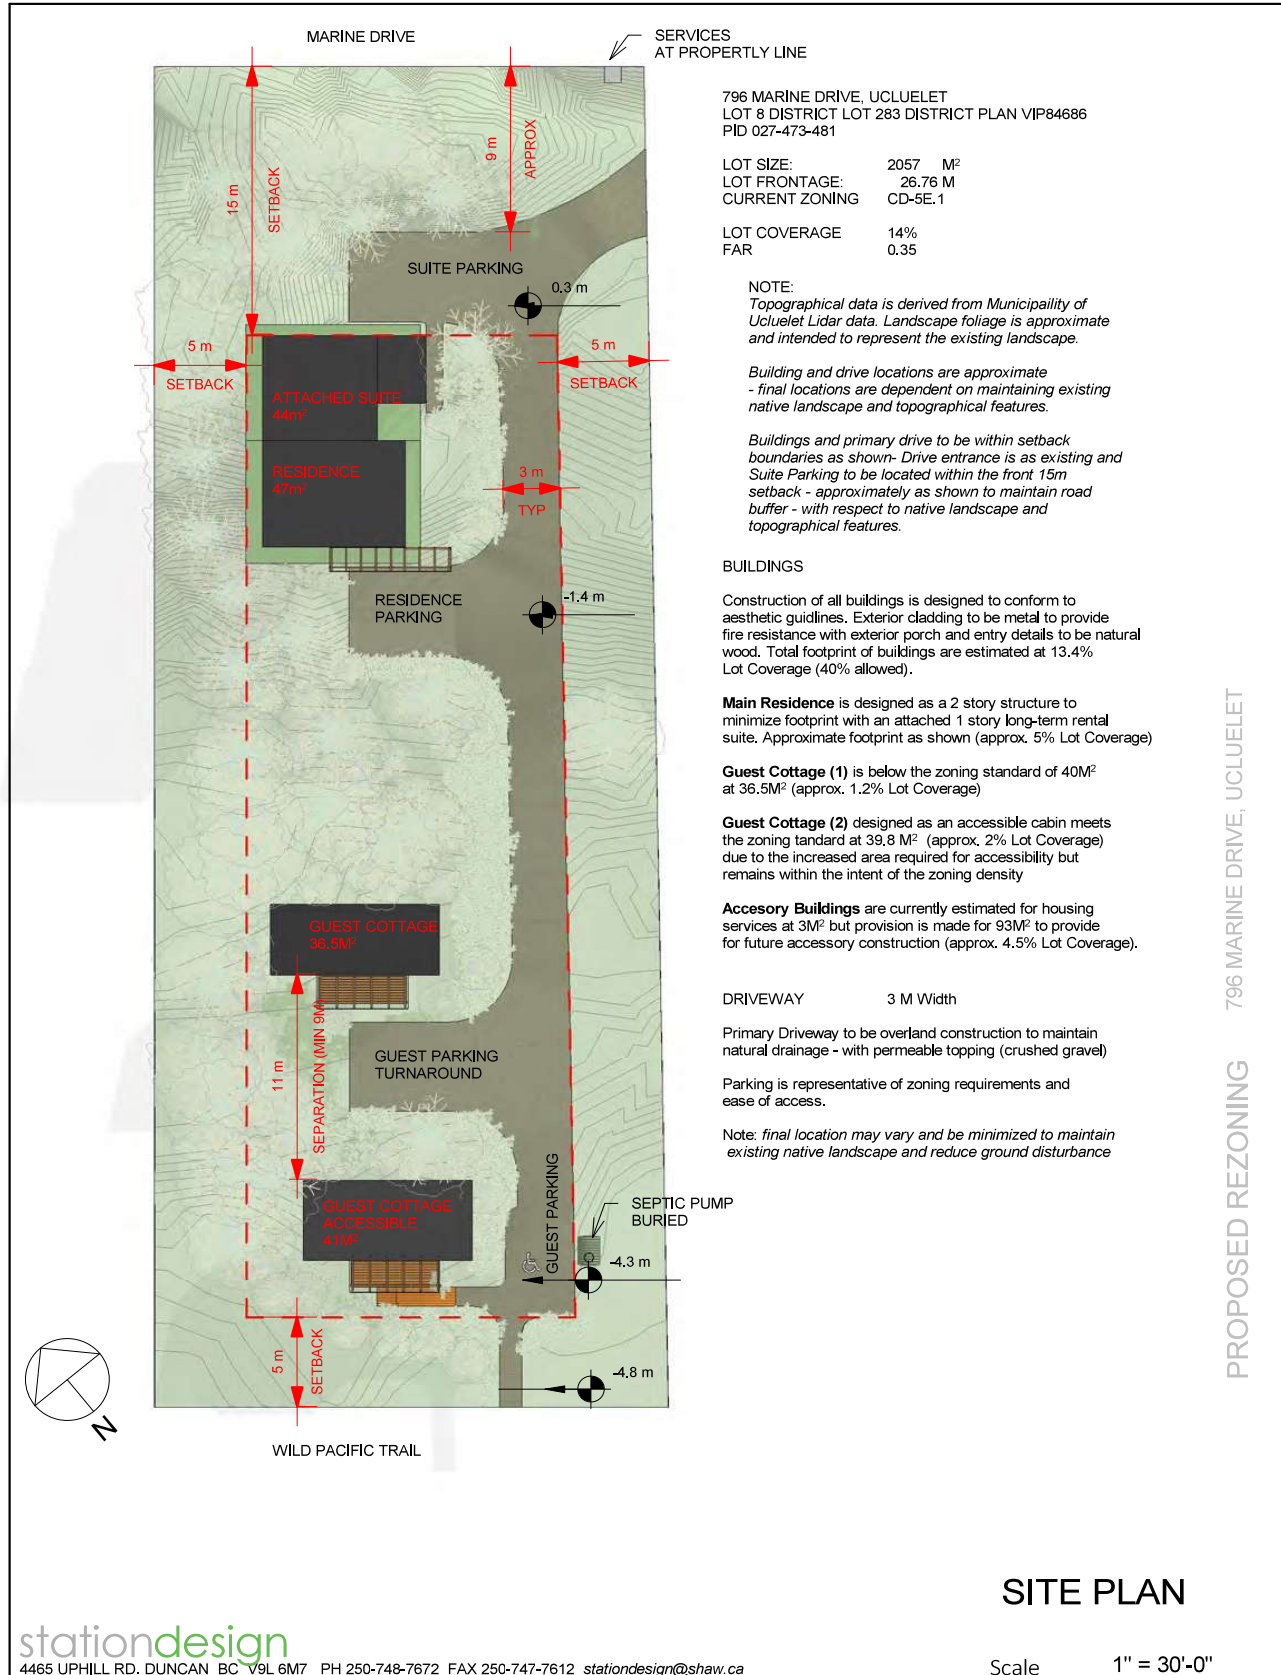 MARINE DRIVE
SERVICES
AT PROPERTLY LINE
15 m
SETBACK
9 m
APPROX
SUITE PARKING
0.3 m
5 m
SETBACK
5 m
SETBACK
ATTACHED SUITE
44m²
RESIDENCE
47m²
3 m
TYP
RESIDENCE
PARKING
-1.4 m
GUEST COTTAGE
36.5M²
11 m
SEPARATION (MIN 9M)
GUEST PARKING
TURNAROUND
GUEST COTTAGE
ACCESSIBLE
41M²
GUEST PARKING
SEPTIC PUMP
BURIED
-4.3 m
5 m
SETBACK
-4.8 m
N
WILD PACIFIC TRAIL
796 MARINE DRIVE, UCLUELET
LOT 8 DISTRICT LOT 283 DISTRICT PLAN VIP84686
PID 027-473-481
LOT SIZE: 2057 M²
LOT FRONTAGE: 26.76 M
CURRENT ZONING CD-5E.1
LOT COVERAGE 14%
FAR 0.35
NOTE:
Topographical data is derived from Municipaility of
Ucluelet Lidar data. Landscape foliage is approximate
and intended to represent the existing landscape.
Building and drive locations are approximate
- final locations are dependent on maintaining existing
native landscape and topographical features.
Buildings and primary drive to be within setback
boundaries as shown- Drive entrance is as existing and
Suite Parking to be located within the front 15m
setback - approximately as shown to maintain road
buffer - with respect to native landscape and
topographical features.
BUILDINGS
Construction of all buildings is designed to conform to
aesthetic guidlines. Exterior cladding to be metal to provide
fire resistance with exterior porch and entry details to be natural
wood. Total footprint of buildings are estimated at 13.4%
Lot Coverage (40% allowed).
Main Residence is designed as a 2 story structure to
minimize footprint with an attached 1 story long-term rental
suite. Approximate footprint as shown (approx. 5% Lot Coverage)
Guest Cottage (1) is below the zoning standard of 40M²
at 36.5M² (approx. 1.2% Lot Coverage)
Guest Cottage (2) designed as an accessible cabin meets
the zoning tandard at 39.8 M² (approx. 2% Lot Coverage)
due to the increased area required for accessibility but
remains within the intent of the zoning density
Accesory Buildings are currently estimated for housing
services at 3M² but provision is made for 93M² to provide
for future accessory construction (approx. 4.5% Lot Coverage).
DRIVEWAY 3 M Width
Primary Driveway to be overland construction to maintain
natural drainage - with permeable topping (crushed gravel)
Parking is representative of zoning requirements and
ease of access.
Note: final location may vary and be minimized to maintain
existing native landscape and reduce ground disturbance
PROPOSED REZONING 796 MARINE DRIVE, UCLUELET
SITE PLAN
stationdesign
4465 UPHILL RD. DUNCAN BC V9L 6M7 PH 250-748-7672 FAX 250-747-7612 stationdesign@shaw.ca
Scale 1" = 30'-0"